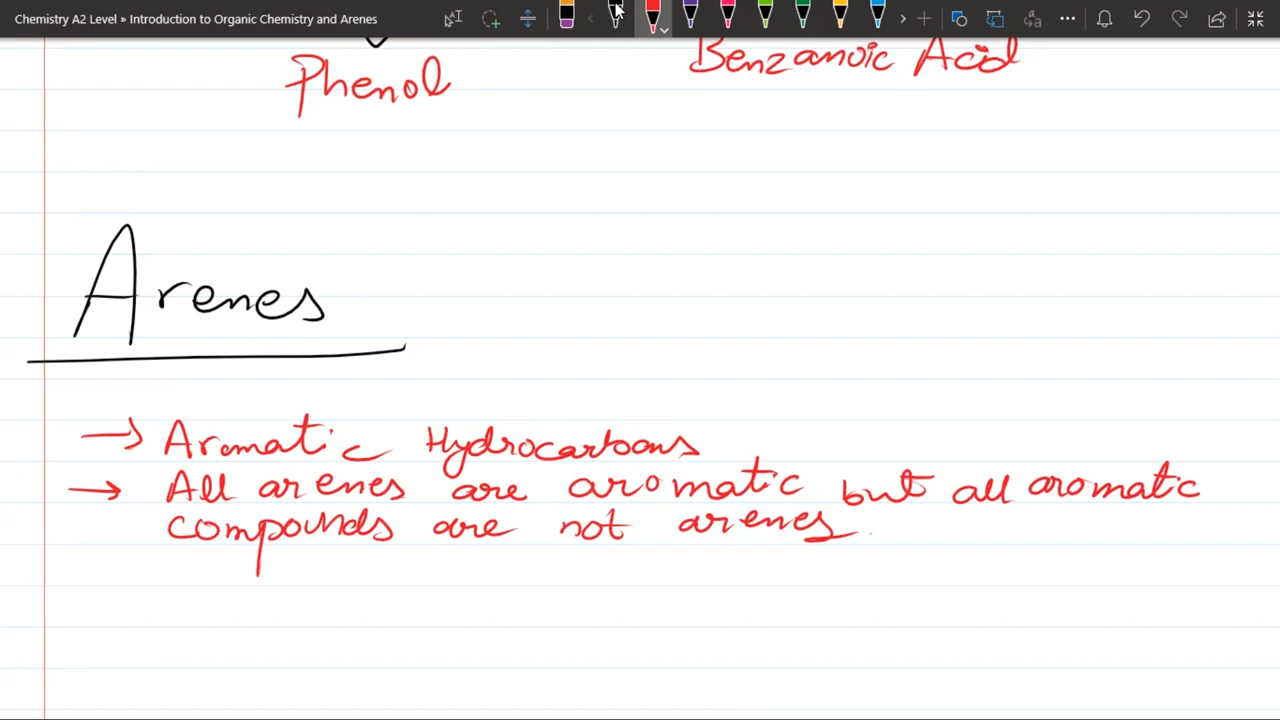 Chemistry A2 Level » Introduction to Organic Chemistry and Arenes
Phenol
Benzanoic Acid
Arenes
→ Aromatic Hydrocarbons
→ All arenes are aromatic but all aromatic
compounds are not arenes.